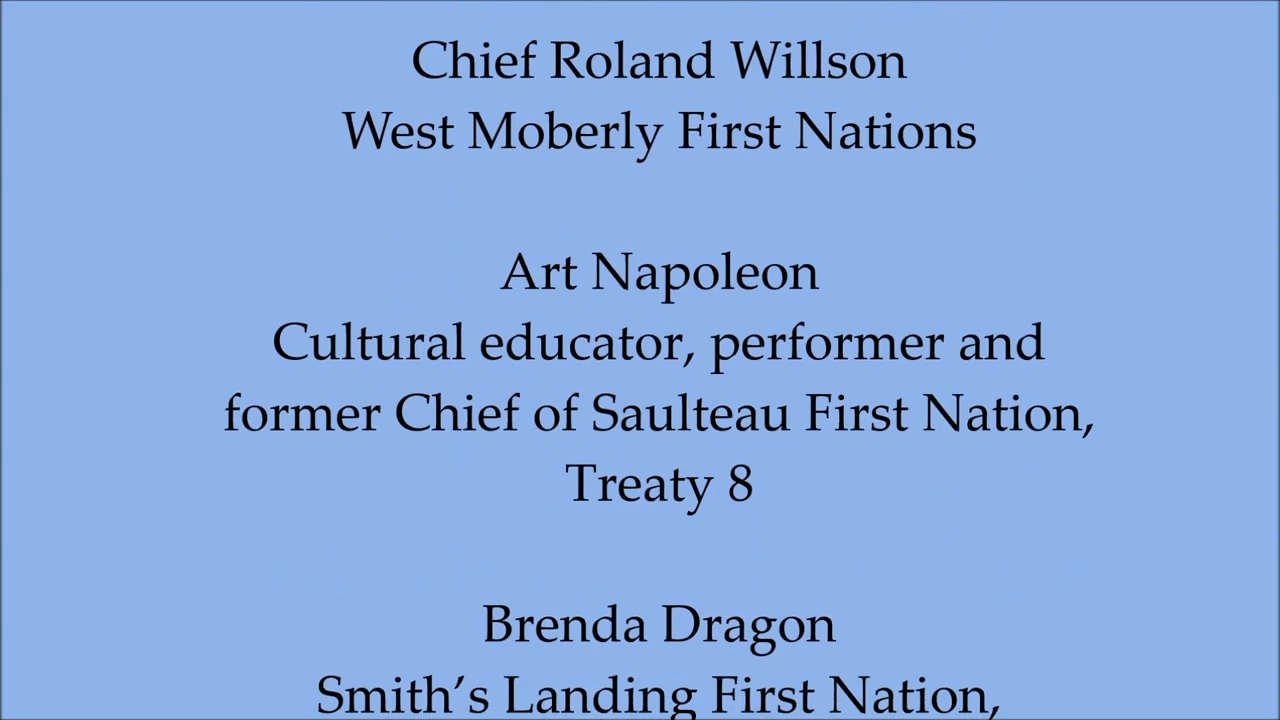 Chief Roland Willson
West Moberly First Nations
Art Napoleon
Cultural educator, performer and
former Chief of Saulteau First Nation,
Treaty 8
Brenda Dragon
Smith’s Landing First Nation,